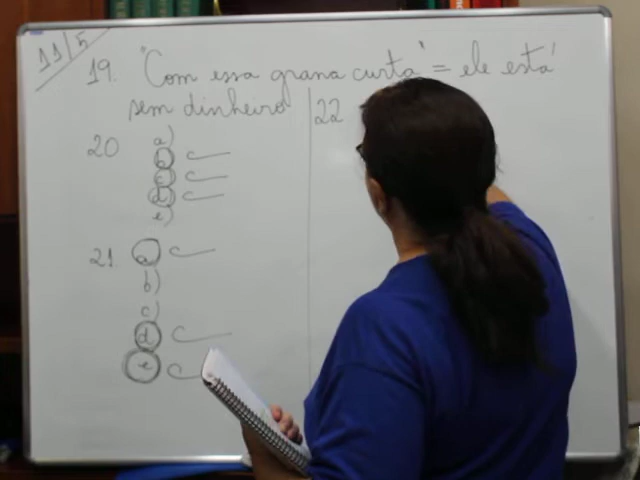 11/5
19. "Com essa grana curta" = ele está
sem dinheiro
20 a)
b) C
c) C
d) C
e)
21. a) C
b)
c)
d) C
e) C
22